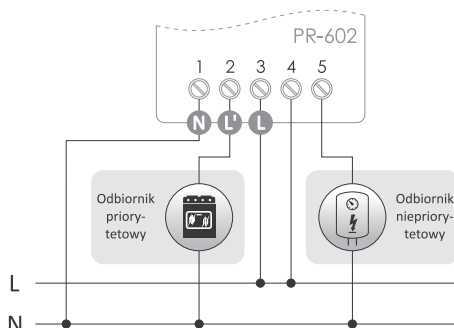 PR-602
1 2 3 4 5
N L' L
Odbiornik
priory-
tetowy
Odbiornik
niepriory-
tetowy
L
N